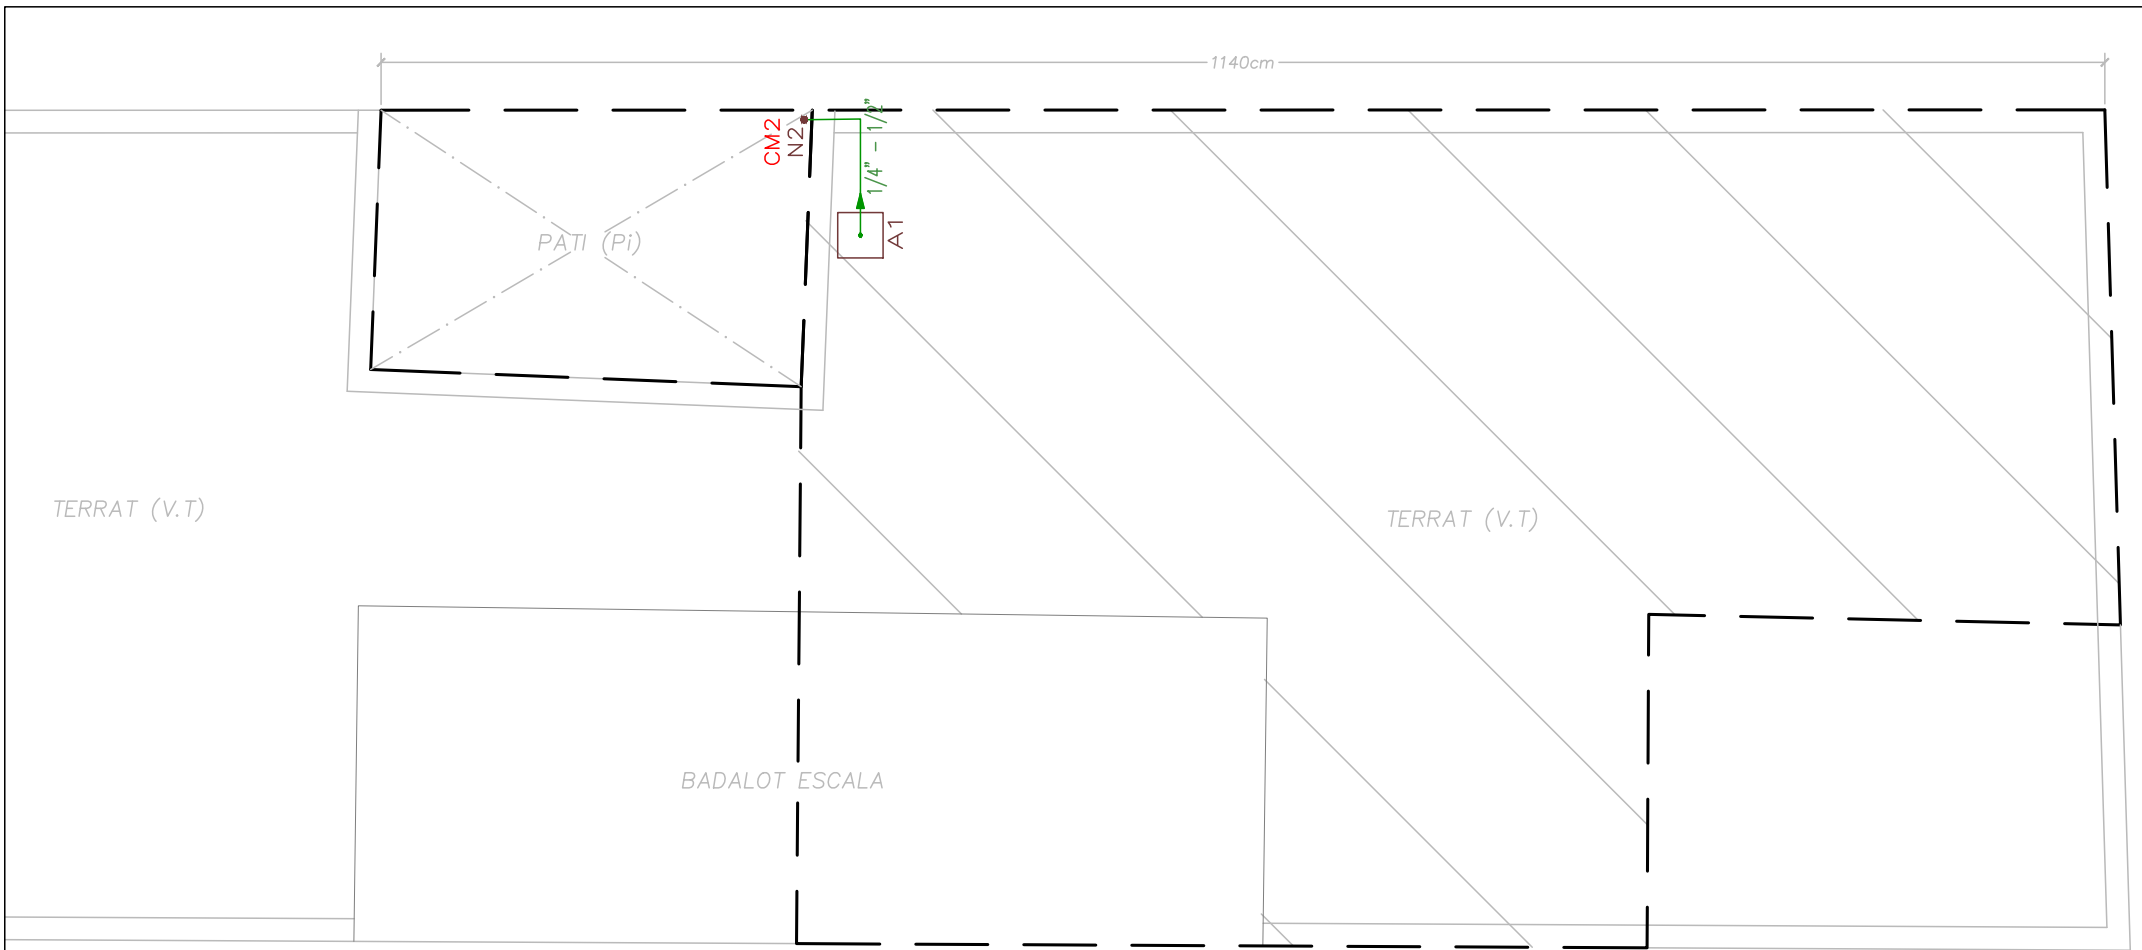 1140cm
CM2
N2
1/4" - 1/2"
A1
PATI (Pi)
TERRAT (V.T)
TERRAT (V.T)
BADALOT ESCALA